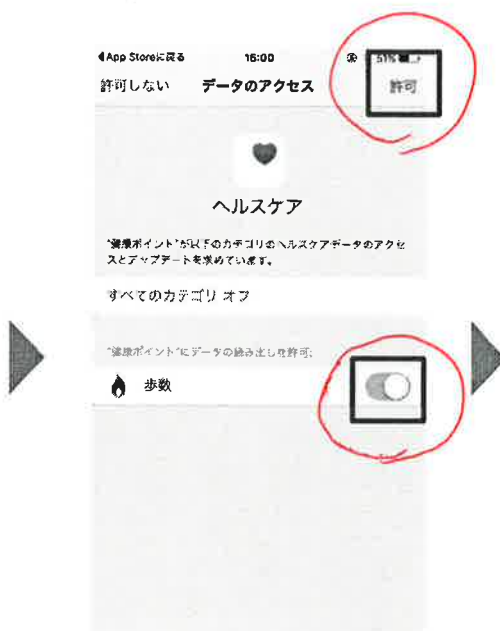 ◀App Storeに戻る 16:00 51%
許可しない データのアクセス 許可
ヘルスケア
"健康ポイント"が以下のカテゴリのヘルスケアデータのアクセ
スとアップデートを求めています。
すべてのカテゴリ オフ
"健康ポイント"にデータの読み出しを許可:
歩数